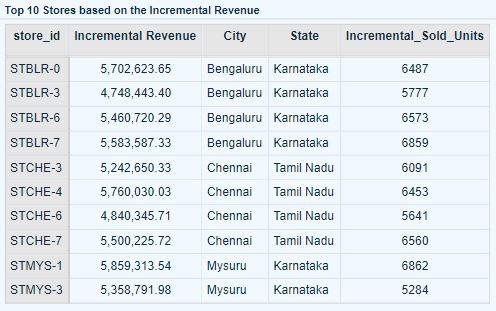 Top 10 Stores based on the Incremental Revenue
store_id Incremental Revenue City State Incremental_Sold_Units
STBLR-0 5,702,623.65 Bengaluru Karnataka 6487
STBLR-3 4,748,443.40 Bengaluru Karnataka 5777
STBLR-6 5,460,720.29 Bengaluru Karnataka 6573
STBLR-7 5,583,587.33 Bengaluru Karnataka 6859
STCHE-3 5,242,650.33 Chennai Tamil Nadu 6091
STCHE-4 5,760,030.03 Chennai Tamil Nadu 6453
STCHE-6 4,840,345.71 Chennai Tamil Nadu 5641
STCHE-7 5,500,225.72 Chennai Tamil Nadu 6560
STMYS-1 5,859,313.54 Mysuru Karnataka 6862
STMYS-3 5,358,791.98 Mysuru Karnataka 5284